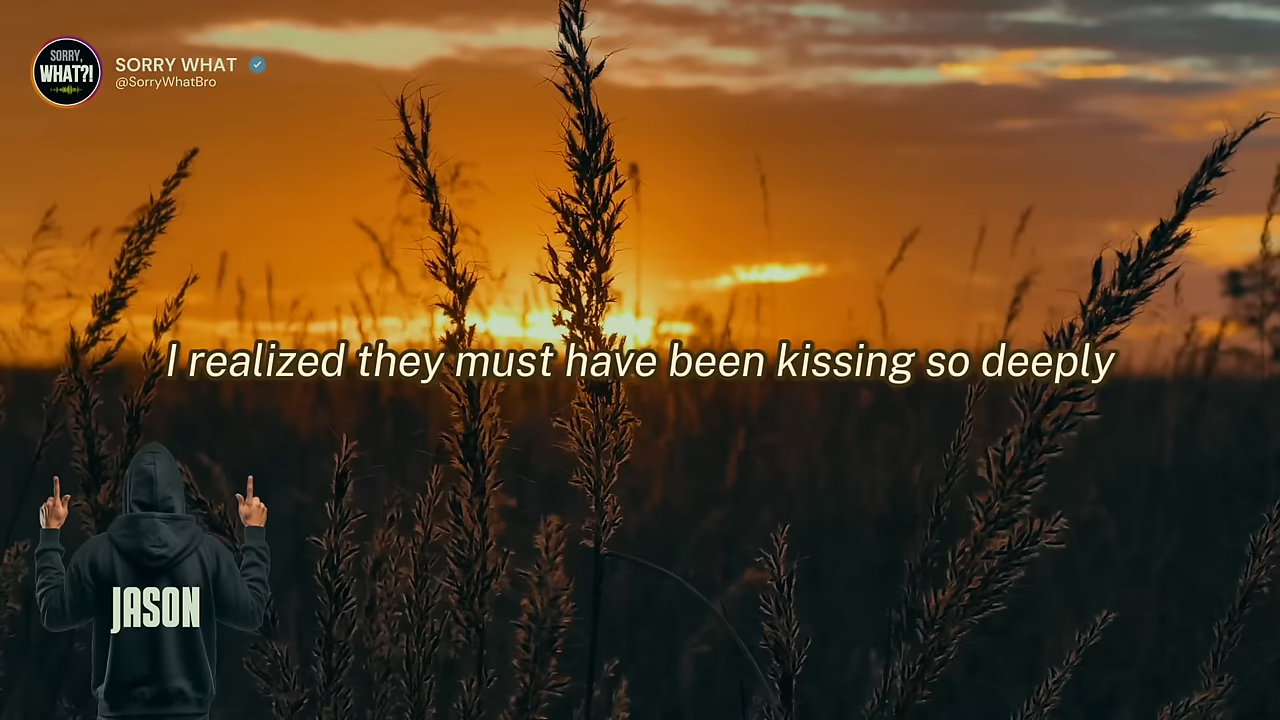 SORRY,
WHAT?!
SORRY WHAT
@SorryWhatBro
I realized they must have been kissing so deeply
JASON